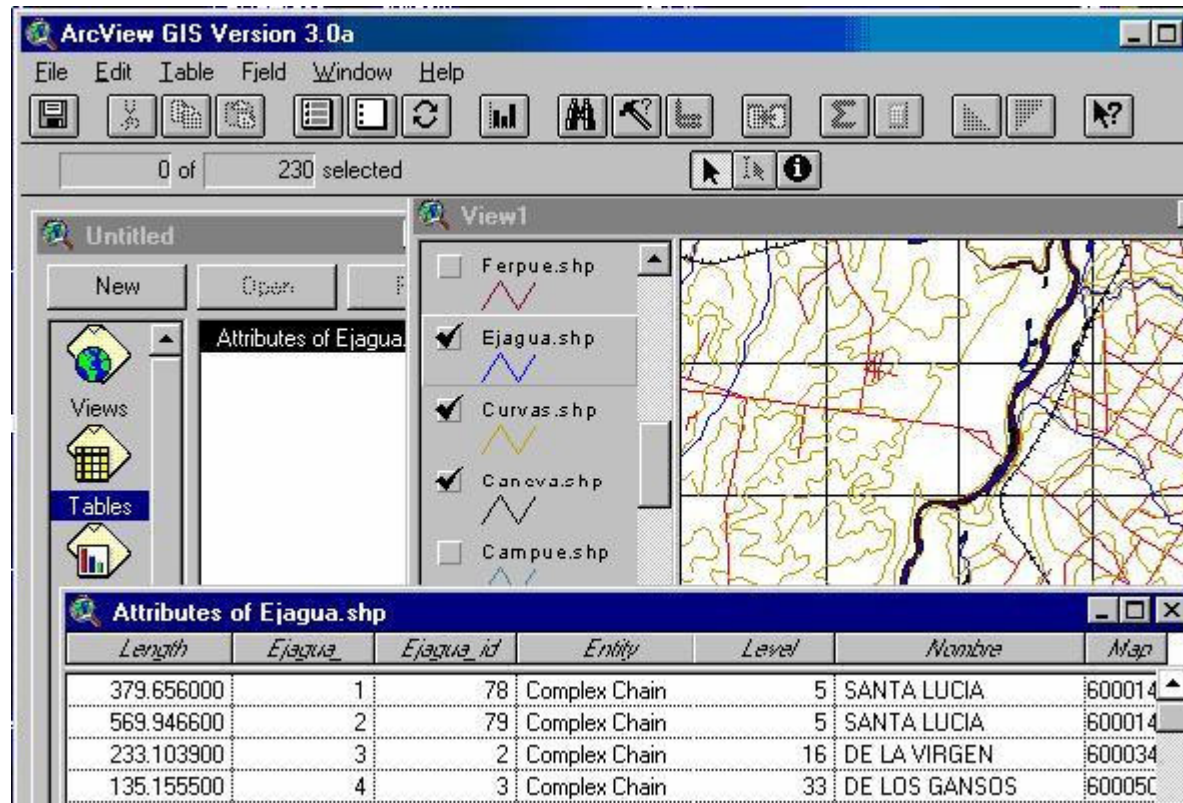 ArcView GIS Version 3.0a
File Edit Table Field Window Help
0 of 230 selected
Untitled
New Open
Views
Tables
Attributes of Ejagua.
View1
Ferpue.shp
Ejagua.shp
Curvas.shp
Caneva.shp
Campue.shp
Attributes of Ejagua.shp
Length Ejagua_ Ejagua_id Entity Level Nombre Map
379.656000 1 78 Complex Chain 5 SANTA LUCIA 600014
569.946600 2 79 Complex Chain 5 SANTA LUCIA 600014
233.103900 3 2 Complex Chain 16 DE LA VIRGEN 600034
135.155500 4 3 Complex Chain 33 DE LOS GANSOS